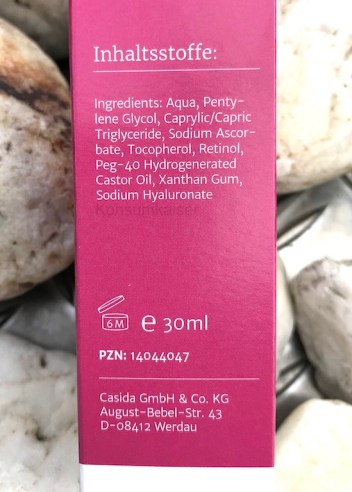 Inhaltsstoffe:
Ingredients: Aqua, Penty-
lene Glycol, Caprylic/Capric
Triglyceride, Sodium Ascor-
bate, Tocopherol, Retinol,
Peg-40 Hydrogenerated
Castor Oil, Xanthan Gum,
Sodium Hyaluronate
Konsumkaiser
6M
e 30ml
PZN: 14044047
Casida GmbH & Co. KG
August-Bebel-Str. 43
D-08412 Werdau